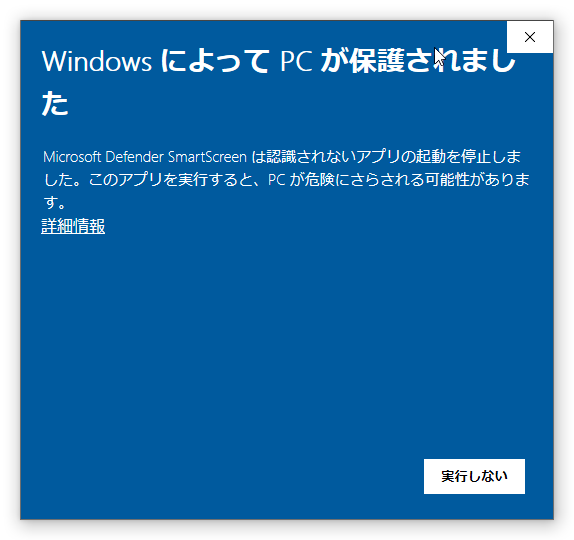 Windows によって PC が保護されまし
た
Microsoft Defender SmartScreen は認識されないアプリの起動を停止しま
した。このアプリを実行すると、PC が危険にさらされる可能性がありま
す。
詳細情報
実行しない